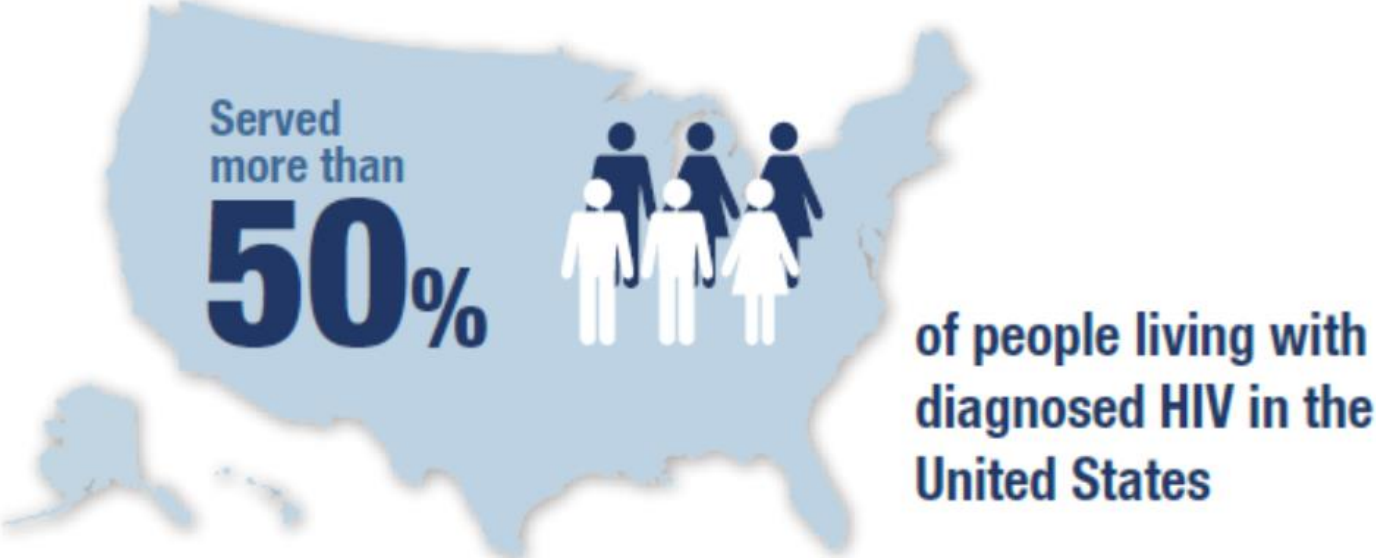 Served
more than
50%
of people living with
diagnosed HIV in the
United States